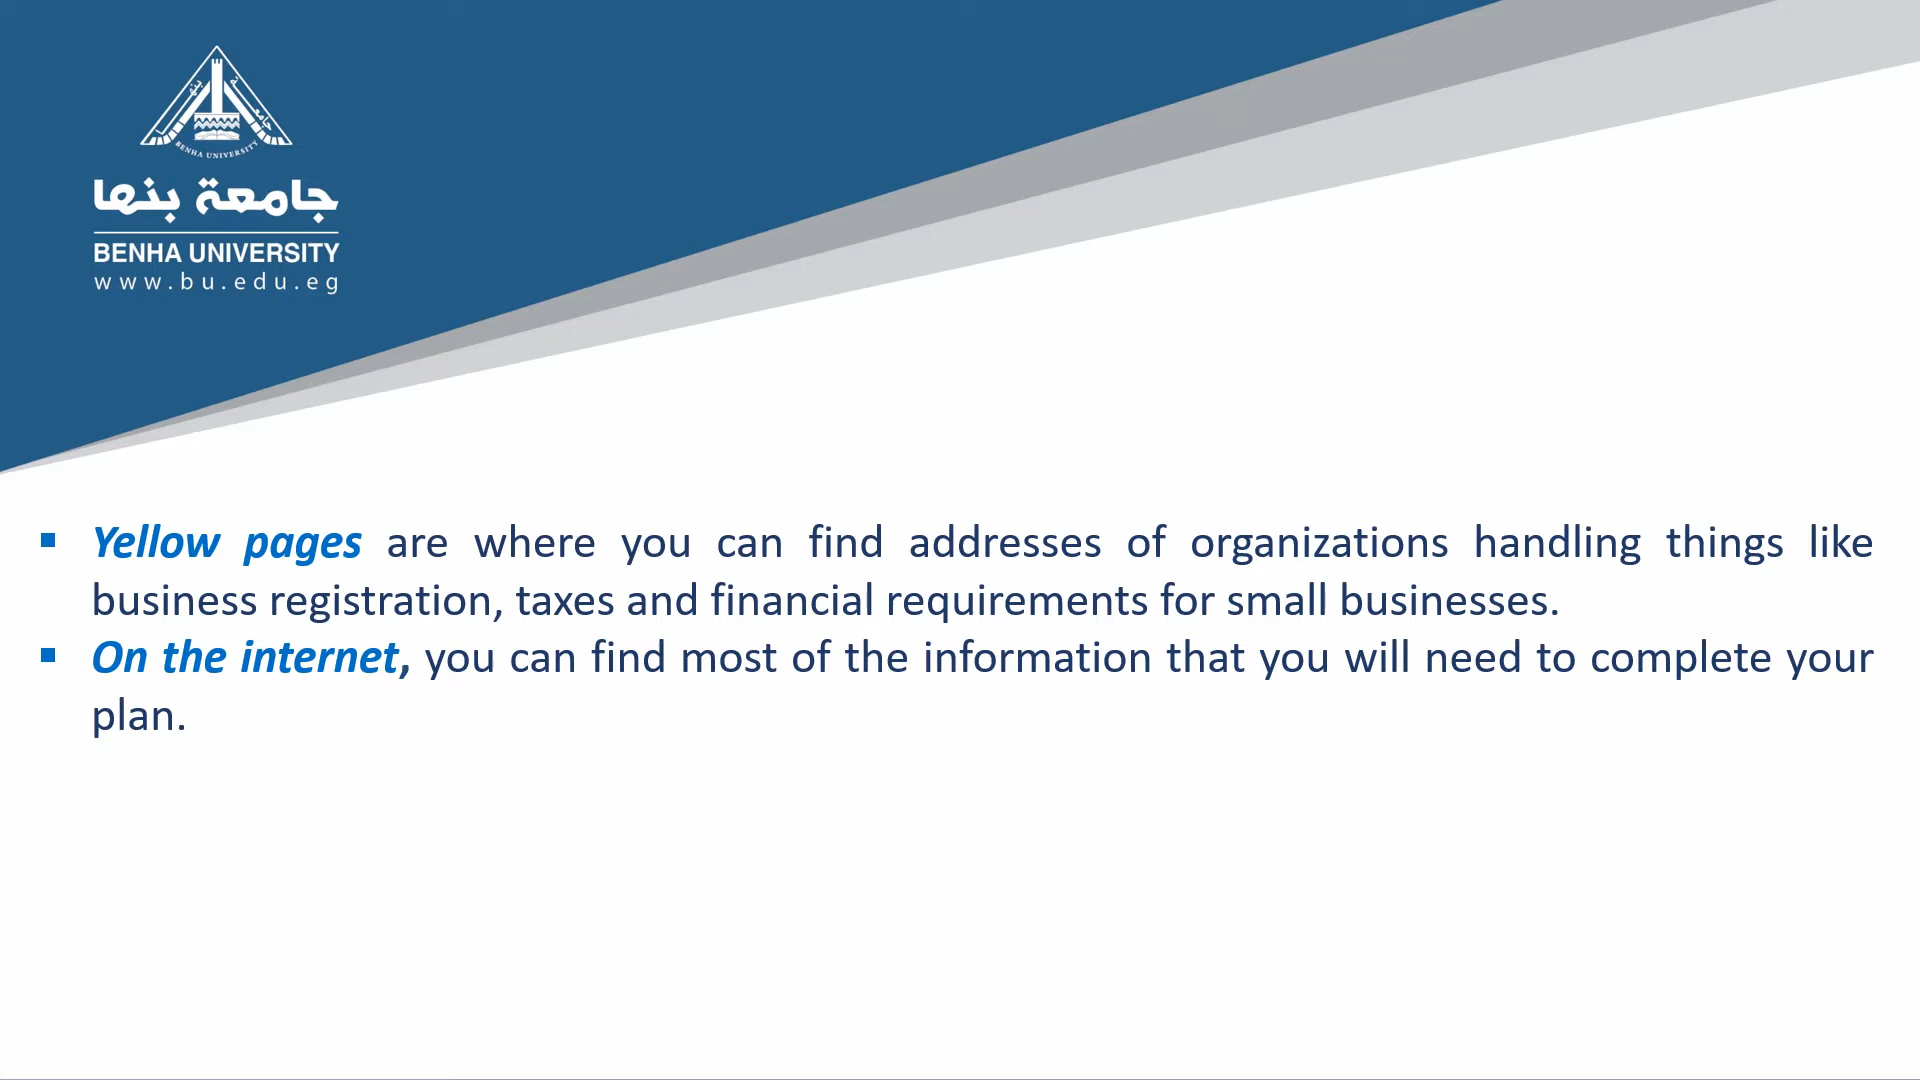 BENHA UNIVERSITY
جامعة بنها
BENHA UNIVERSITY
www.bu.edu.eg
▪ Yellow pages are where you can find addresses of organizations handling things like
business registration, taxes and financial requirements for small businesses.
▪ On the internet, you can find most of the information that you will need to complete your
plan.